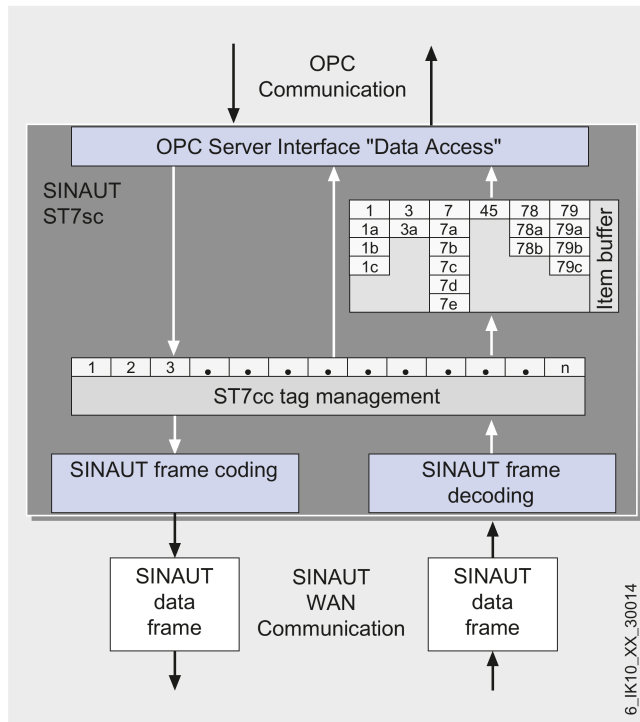 OPC
Communication
OPC Server Interface "Data Access"
SINAUT
ST7sc
1 3 7 45 78 79
1a 3a 7a 78a 79a
1b 7b 78b 79b
1c 7c 79c
7d
7e
Item buffer
1 2 3 . . . . . . . . . n
ST7cc tag management
SINAUT frame coding
SINAUT frame
decoding
SINAUT
data
frame
SINAUT
WAN
Communication
SINAUT
data
frame
6_IK10_XX_30014